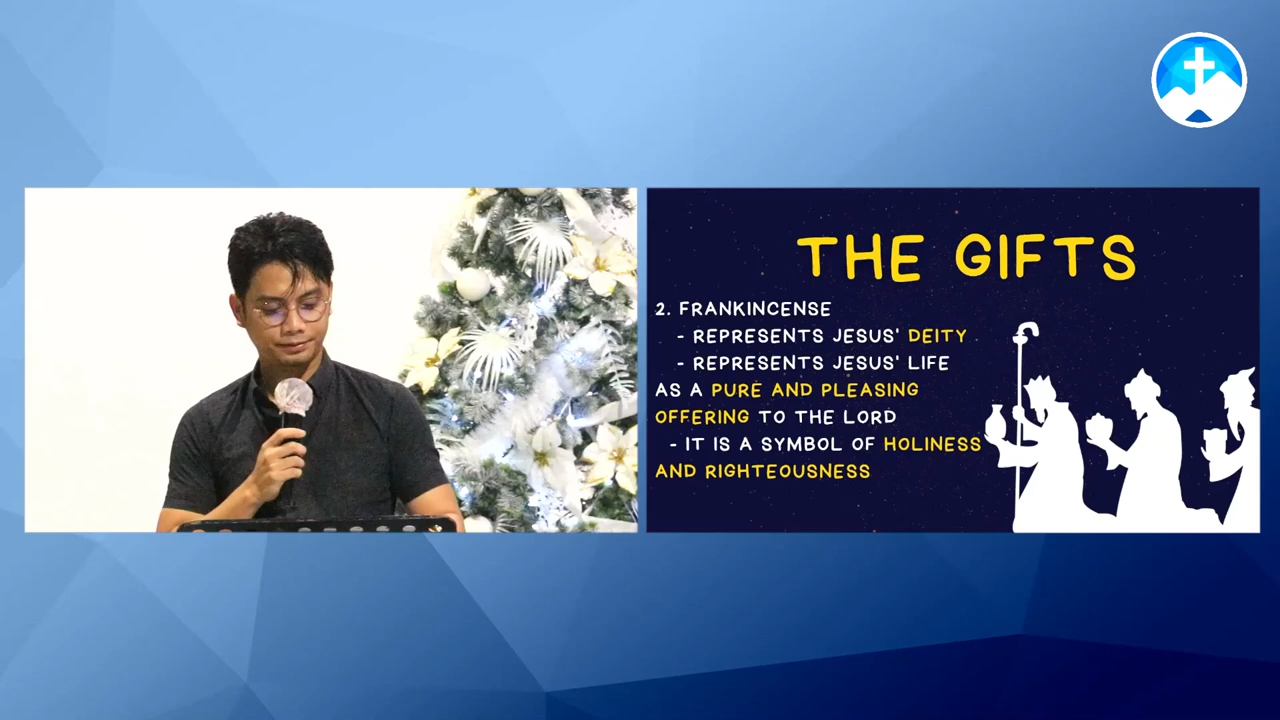 THE GIFTS
2. FRANKINCENSE
- REPRESENTS JESUS' DEITY
- REPRESENTS JESUS' LIFE
AS A PURE AND PLEASING
OFFERING TO THE LORD
- IT IS A SYMBOL OF HOLINESS
AND RIGHTEOUSNESS